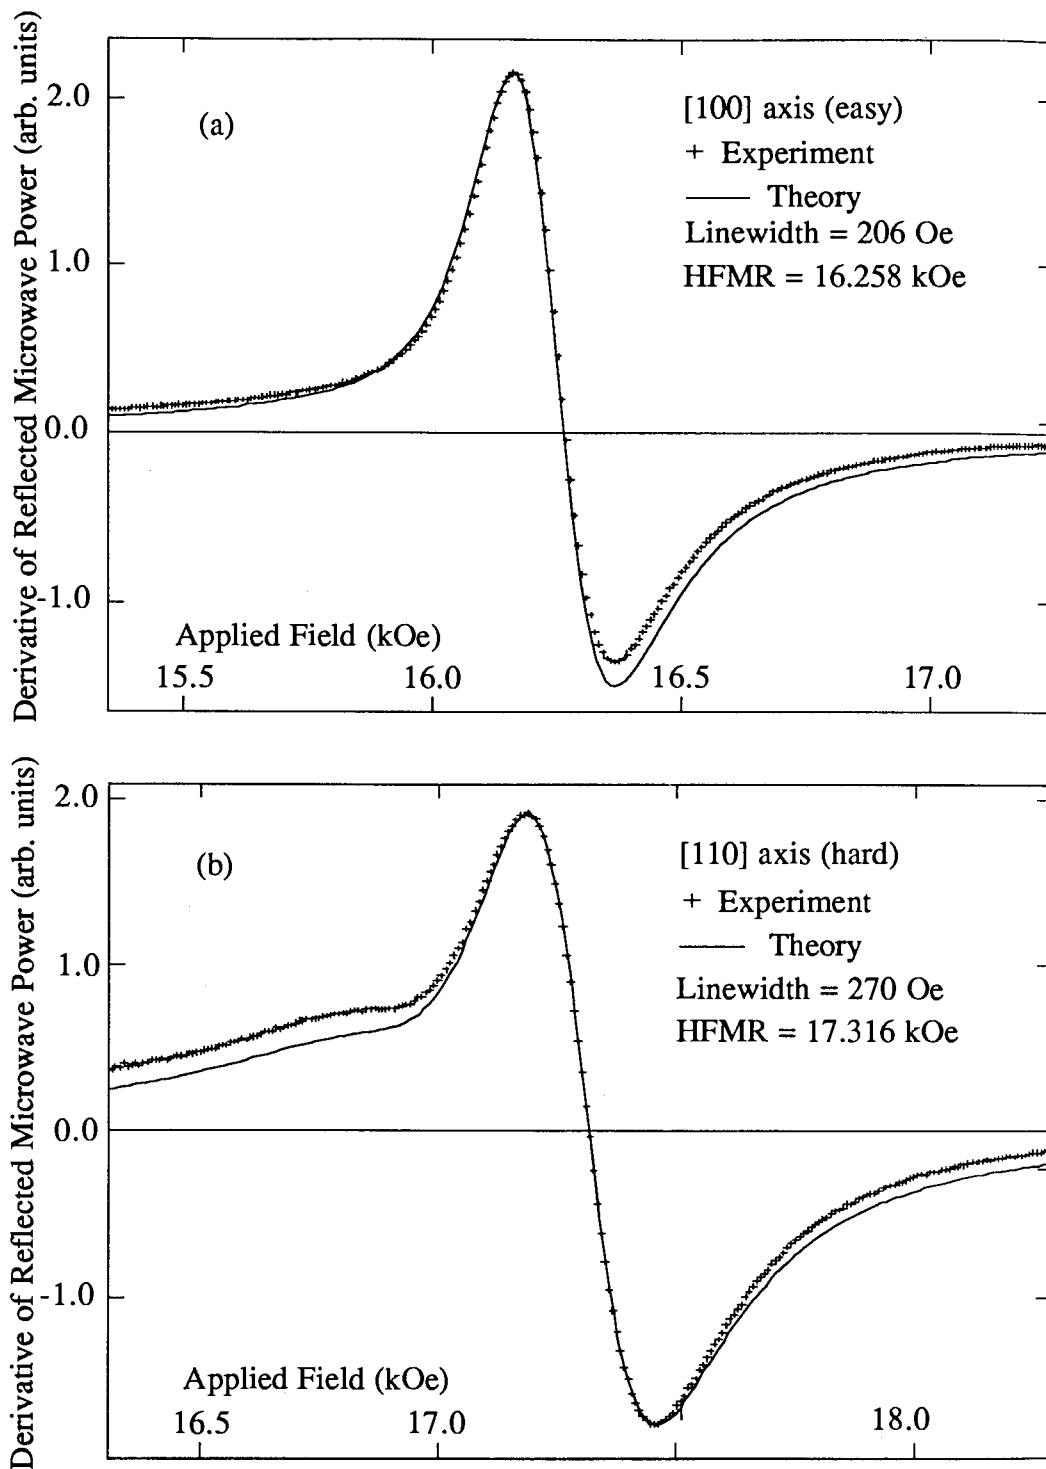 Derivative of Reflected Microwave Power (arb. units)
2.0
1.0
0.0
-1.0
(a)
[100] axis (easy)
+ Experiment
Theory
Linewidth = 206 Oe
HFMR = 16.258 kOe
Applied Field (kOe)
15.5 16.0 16.5 17.0
Derivative of Reflected Microwave Power (arb. units)
2.0
1.0
0.0
-1.0
(b)
[110] axis (hard)
+ Experiment
Theory
Linewidth = 270 Oe
HFMR = 17.316 kOe
Applied Field (kOe)
16.5 17.0 18.0